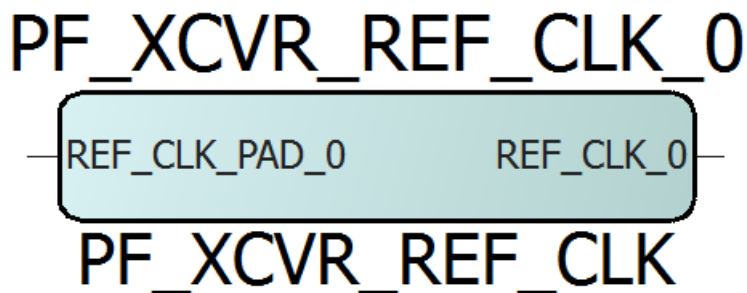 PF_XCVR_REF_CLK_0
REF_CLK_PAD_0 REF_CLK_0
PF_XCVR_REF_CLK